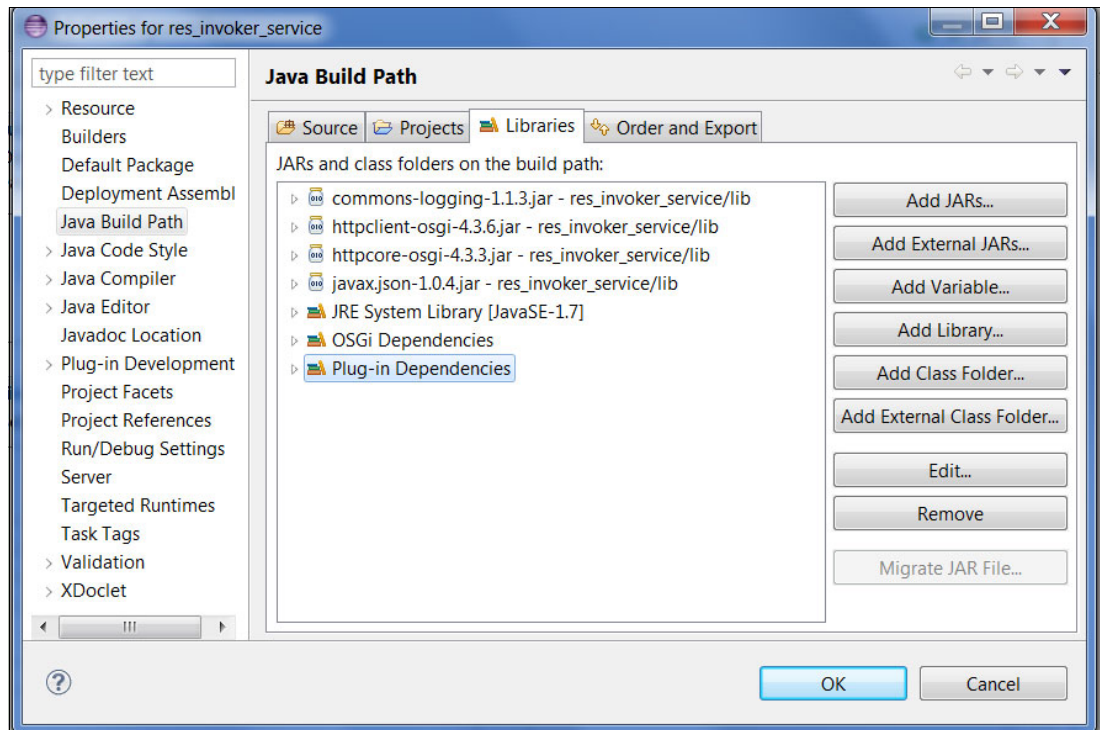 Properties for res_invoker_service
type filter text
Resource
Builders
Default Package
Deployment Assembl
Java Build Path
Java Code Style
Java Compiler
Java Editor
Javadoc Location
Plug-in Development
Project Facets
Project References
Run/Debug Settings
Server
Targeted Runtimes
Task Tags
Validation
XDoclet
Java Build Path
Source Projects Libraries Order and Export
JARs and class folders on the build path:
commons-logging-1.1.3.jar - res_invoker_service/lib
httpclient-osgi-4.3.6.jar - res_invoker_service/lib
httpcore-osgi-4.3.3.jar - res_invoker_service/lib
javax.json-1.0.4.jar - res_invoker_service/lib
JRE System Library [JavaSE-1.7]
OSGi Dependencies
Plug-in Dependencies
Add JARs...
Add External JARs...
Add Variable...
Add Library...
Add Class Folder...
Add External Class Folder...
Edit...
Remove
Migrate JAR File...
OK
Cancel